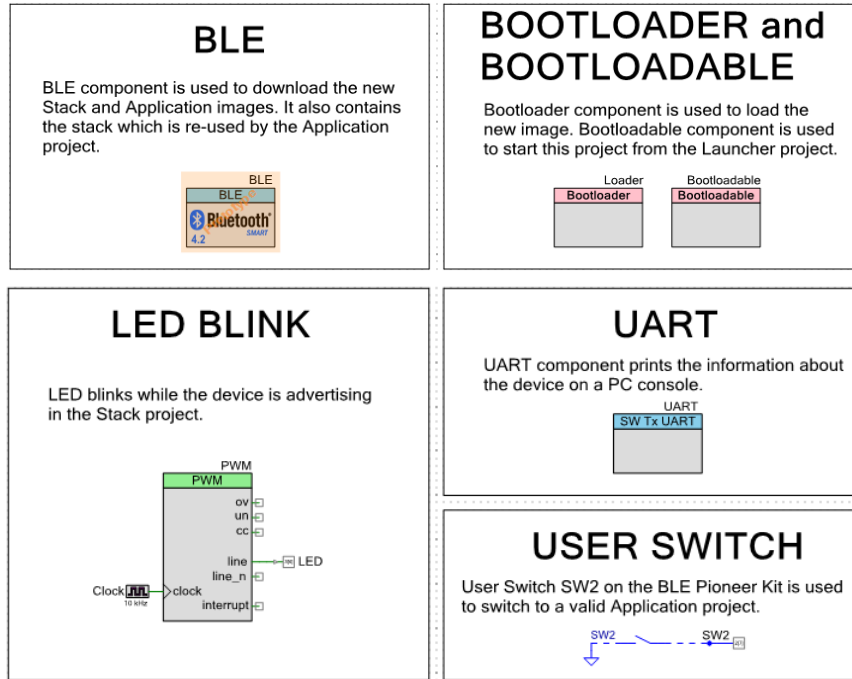 BLE
BLE component is used to download the new
Stack and Application images. It also contains
the stack which is re-used by the Application
project.
BLE
BLE
Bluetooth
SMART
4.2
BOOTLOADER and
BOOTLOADABLE
Bootloader component is used to load the
new image. Bootloadable component is used
to start this project from the Launcher project.
Loader
Bootloader
Bootloadable
Bootloadable
LED BLINK
LED blinks while the device is advertising
in the Stack project.
PWM
PWM
ov
un
cc
line
LED
line_n
Clock
clock
10 kHz
interrupt
UART
UART component prints the information about
the device on a PC console.
UART
SW Tx UART
USER SWITCH
User Switch SW2 on the BLE Pioneer Kit is used
to switch to a valid Application project.
SW2
SW2